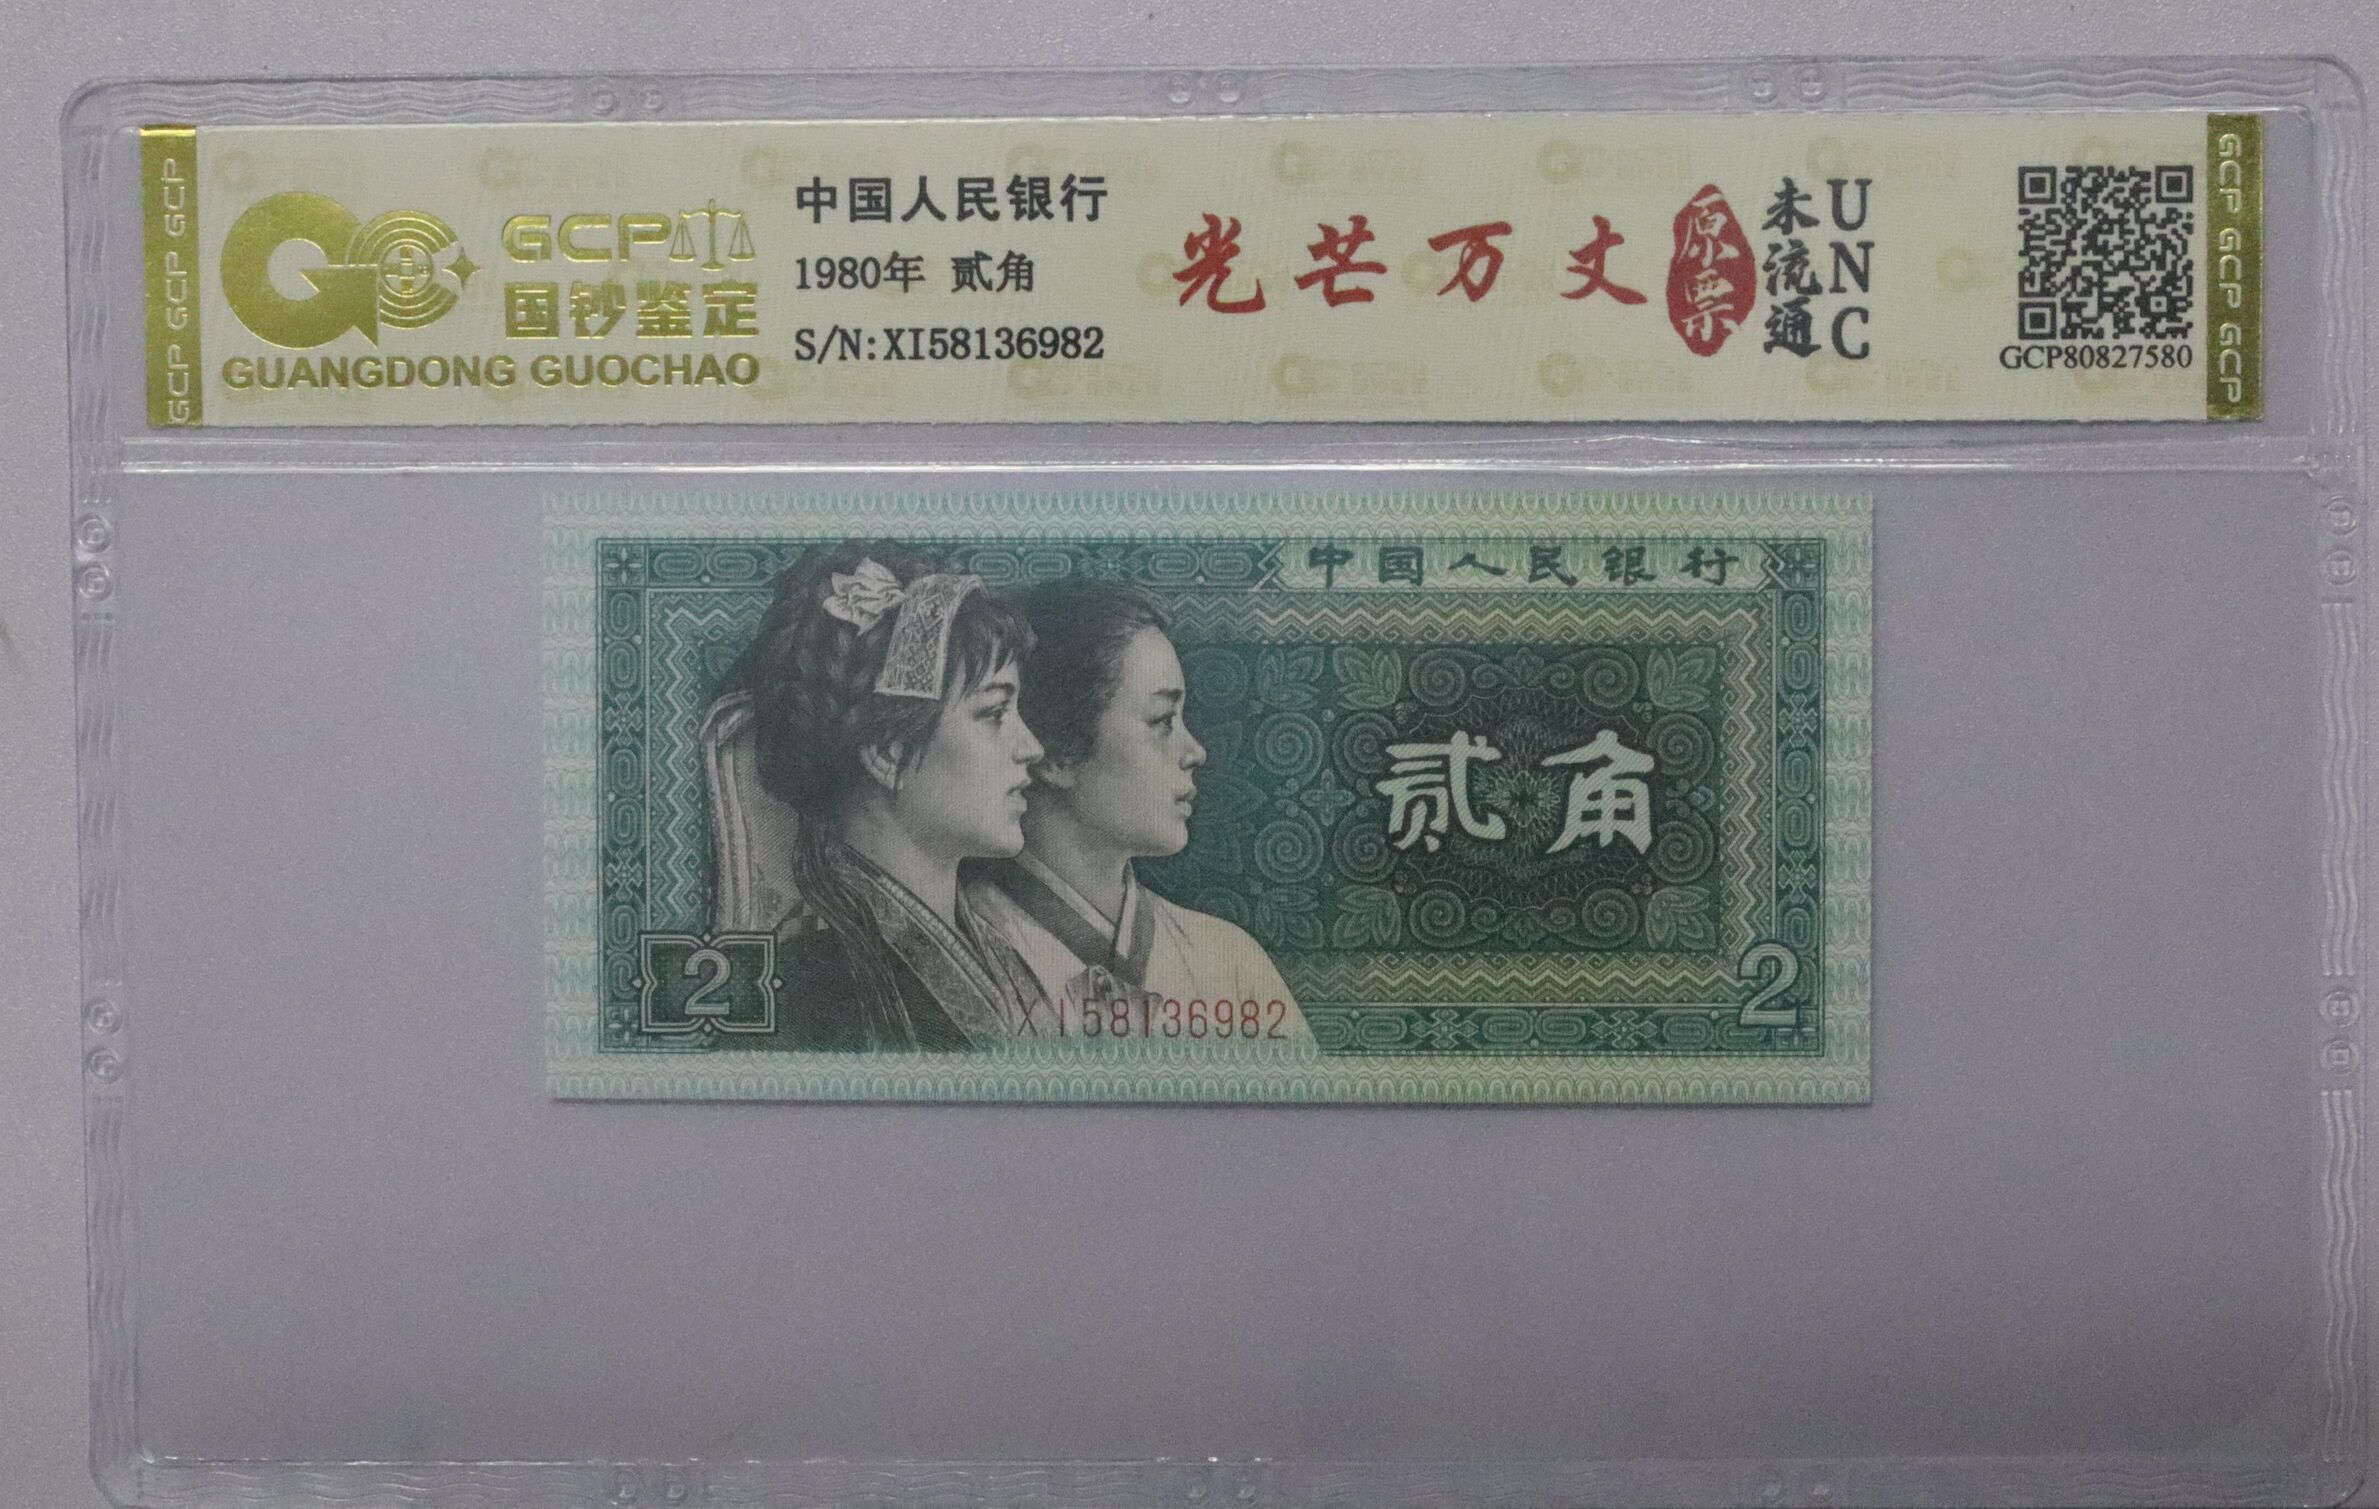 GCP GCP GCP
GCP
国钞鉴定
GUANGDONG GUOCHAO
中国人民银行
1980年 贰角
S/N:XI58136982
光芒万丈
原票
未流通
UNC
GCP80827580
GCP GCP GCP
中国人民银行
贰角
2
XI58136982
2